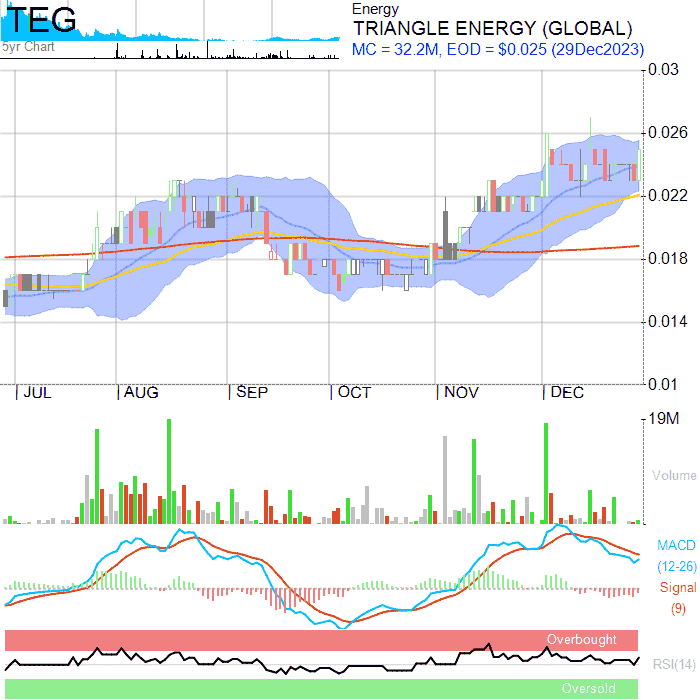 TEG
5yr Chart
Energy
TRIANGLE ENERGY (GLOBAL)
MC = 32.2M, EOD = $0.025 (29Dec2023)
0.03
0.026
0.022
0.018
0.014
0.01
JUL AUG SEP OCT NOV DEC
19M
Volume
MACD
(12-26)
Signal
(9)
Overbought
RSI(14)
Oversold